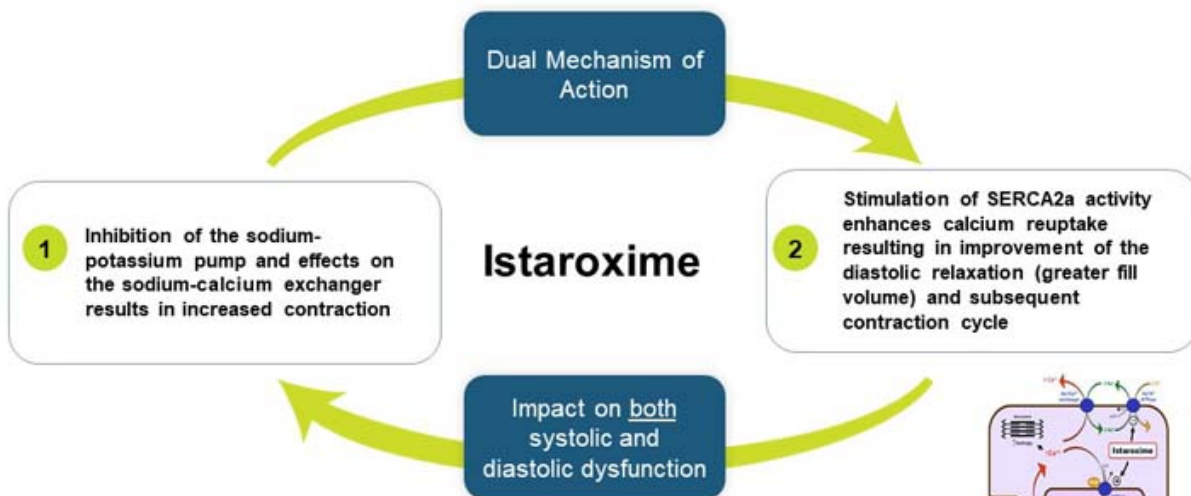 Dual Mechanism of
Action
1
Inhibition of the sodium-
potassium pump and effects on
the sodium-calcium exchanger
results in increased contraction
Istaroxime
2
Stimulation of SERCA2a activity
enhances calcium reuptake
resulting in improvement of the
diastolic relaxation (greater fill
volume) and subsequent
contraction cycle
Impact on both
systolic and
diastolic dysfunction
Istaroxime